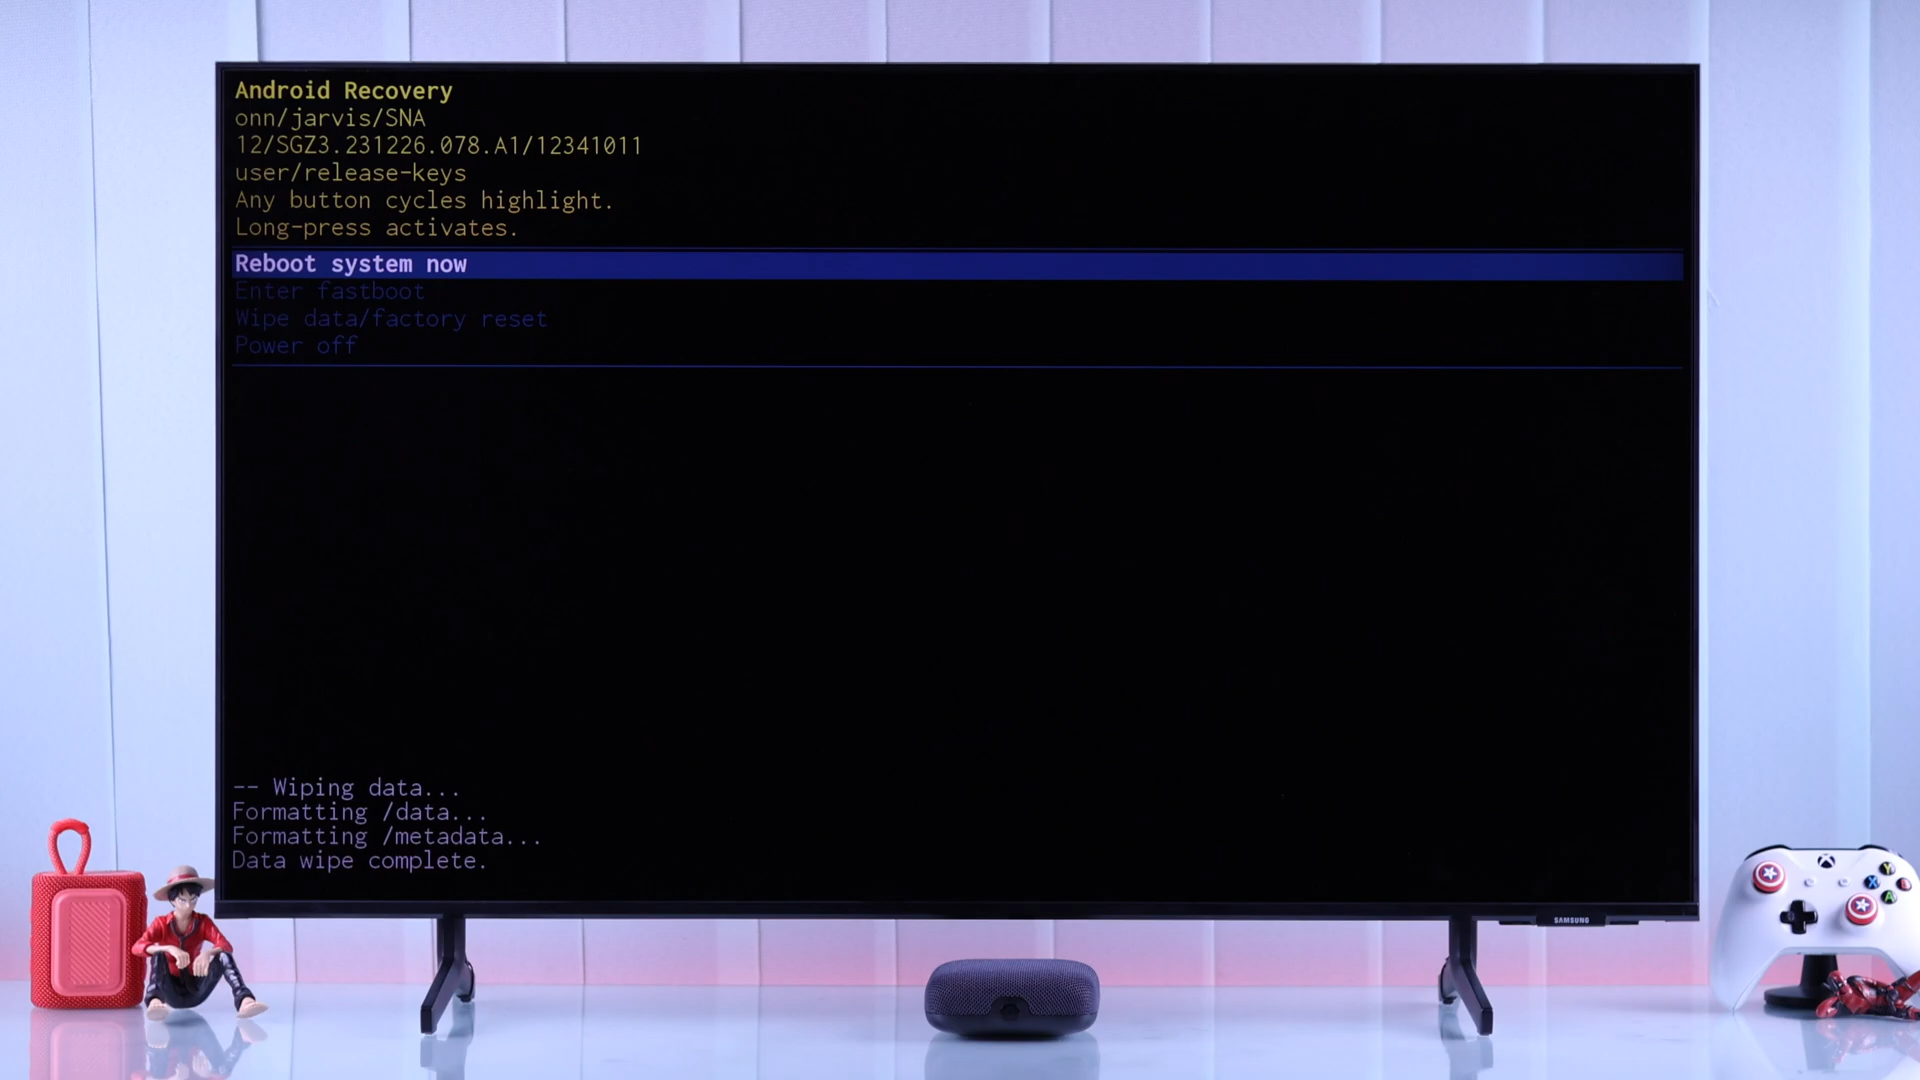 Android Recovery
onn/jarvis/SNA
12/SGZ3.231226.078.A1/12341011
user/release-keys
Any button cycles highlight.
Long-press activates.
Reboot system now
Enter fastboot
Wipe data/factory reset
Power off
-- Wiping data...
Formatting /data...
Formatting /metadata...
Data wipe complete.
SAMSUNG
Y
X
A